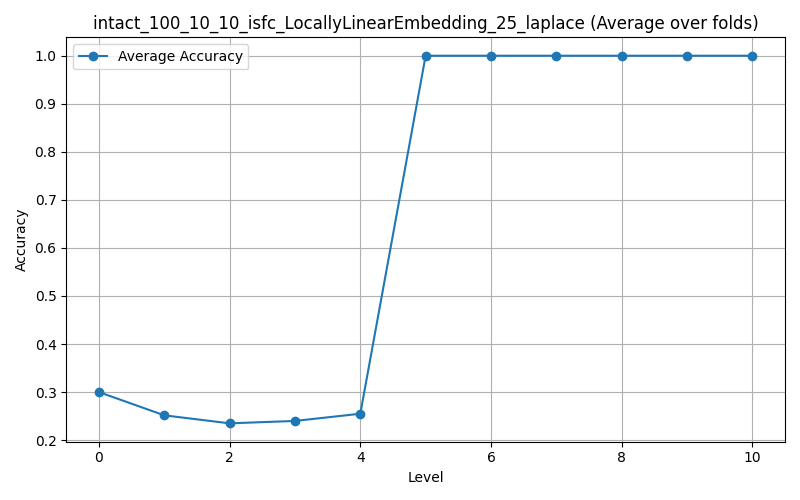 intact_100_10_10_isfc_LocallyLinearEmbedding_25_laplace (Average over folds)
Average Accuracy
1.0
0.9
0.8
0.7
0.6
0.5
0.4
0.3
0.2
Accuracy
0 2 4 6 8 10
Level